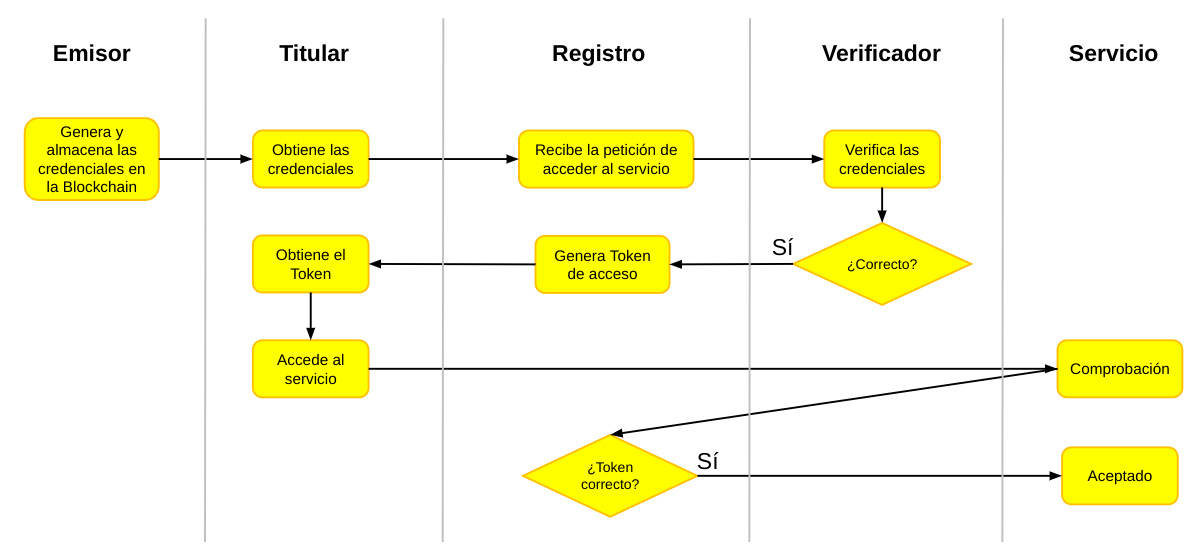 Emisor
Titular
Registro
Verificador
Servicio
Genera y
almacena las
credenciales en
la Blockchain
Obtiene las
credenciales
Recibe la petición de
acceder al servicio
Verifica las
credenciales
Obtiene el
Token
Genera Token
de acceso
Sí
¿Correcto?
Accede al
servicio
Comprobación
¿Token
correcto?
Sí
Aceptado